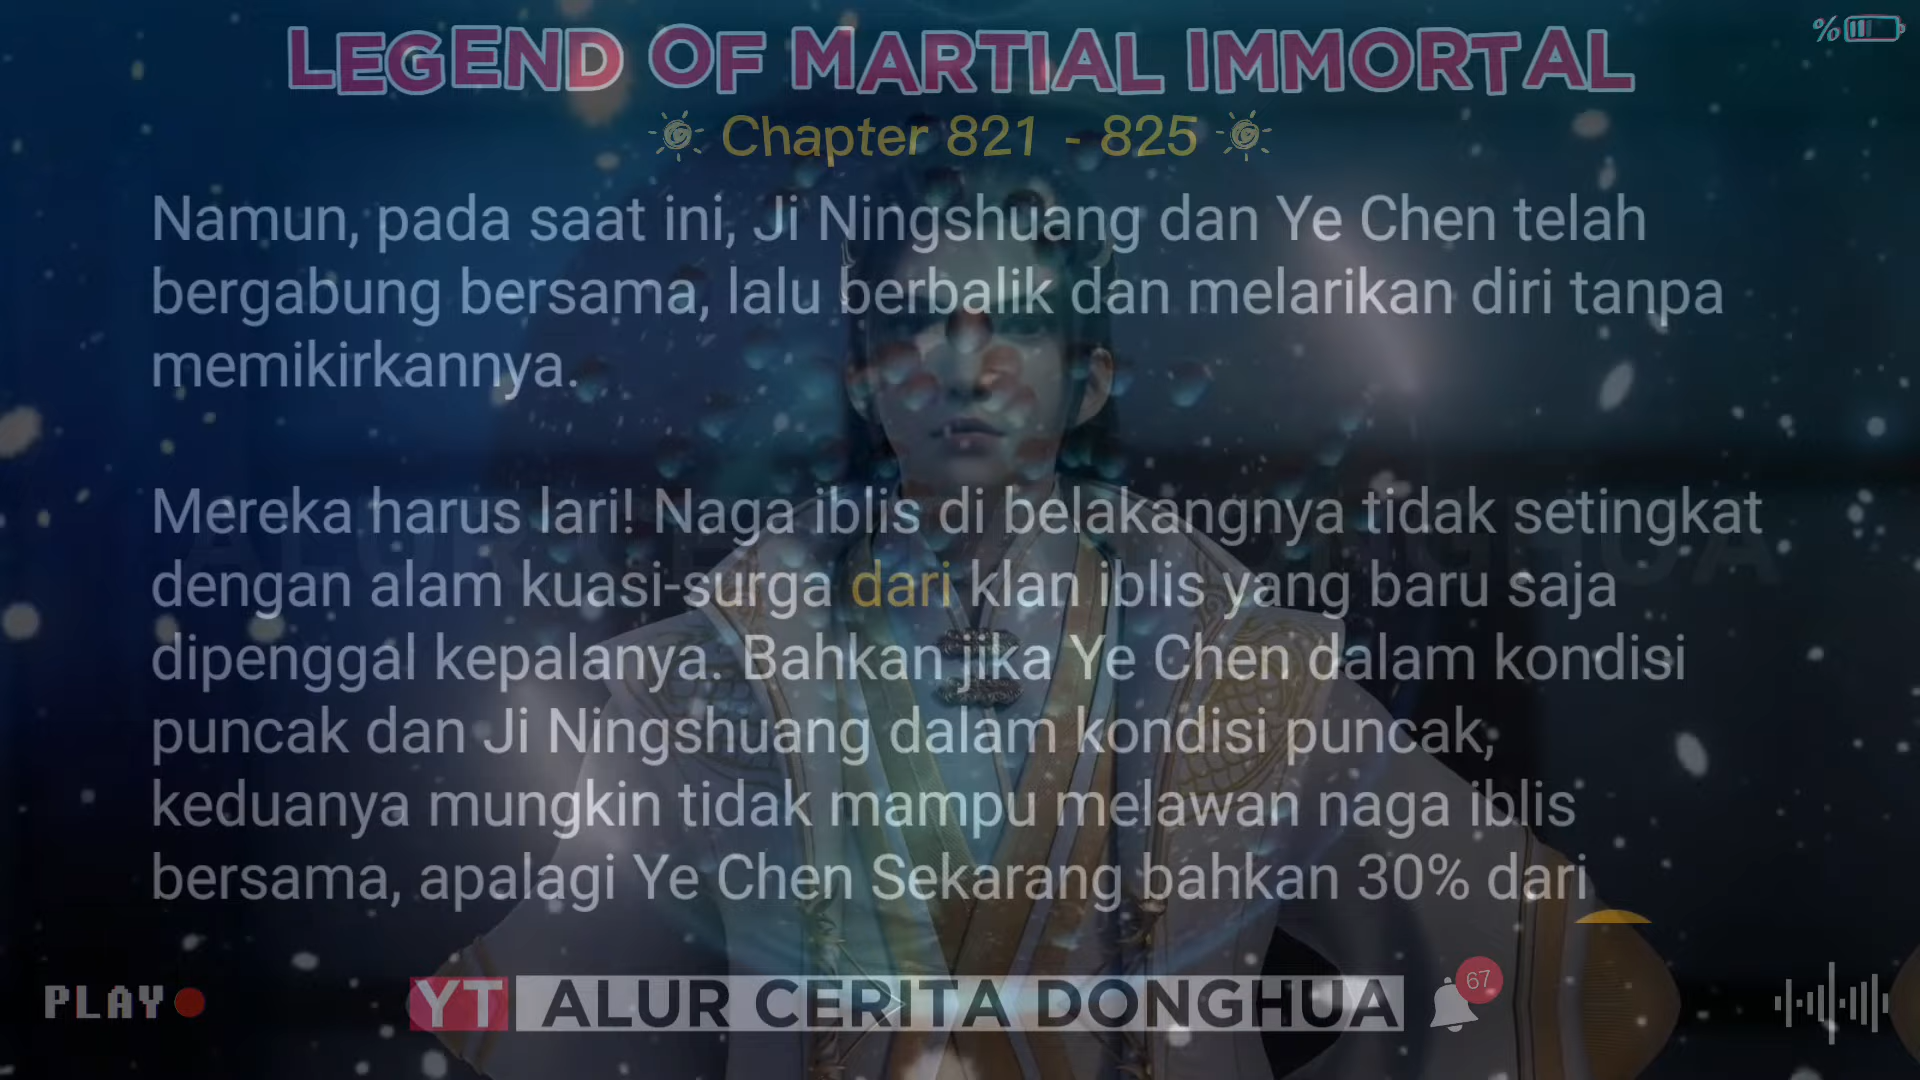 LEGEND OF MARTIAL IMMORTAL
%
Chapter 821 - 825
Namun, pada saat ini, Ji Ningshuang dan Ye Chen telah
bergabung bersama, lalu berbalik dan melarikan diri tanpa
memikirkannya.
Mereka harus lari! Naga iblis di belakangnya tidak setingkat
dengan alam kuasi-surga dari klan iblis yang baru saja
dipenggal kepalanya. Bahkan jika Ye Chen dalam kondisi
puncak dan Ji Ningshuang dalam kondisi puncak,
keduanya mungkin tidak mampu melawan naga iblis
bersama, apalagi Ye Chen Sekarang bahkan 30% dari
PLAY
YT ALUR CERITA DONGHUA
67